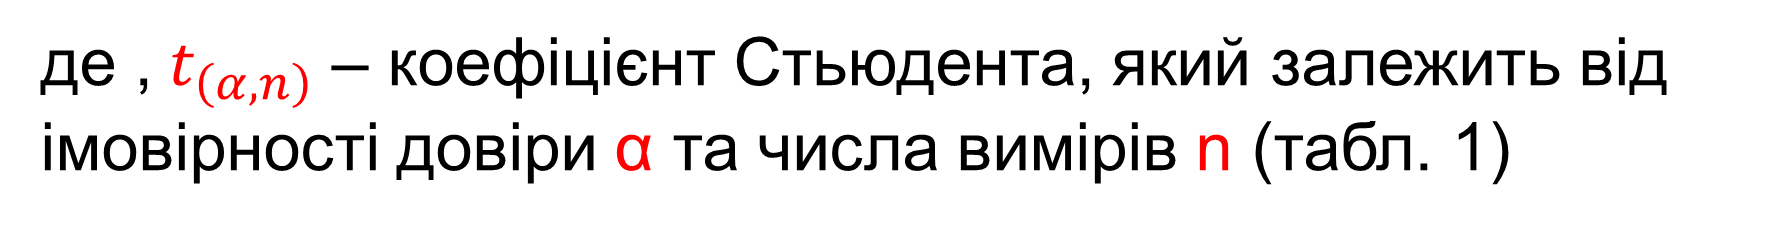 де , t(α,n) – коефіцієнт Стьюдента, який залежить від
імовірності довіри α та числа вимірів n (табл. 1)